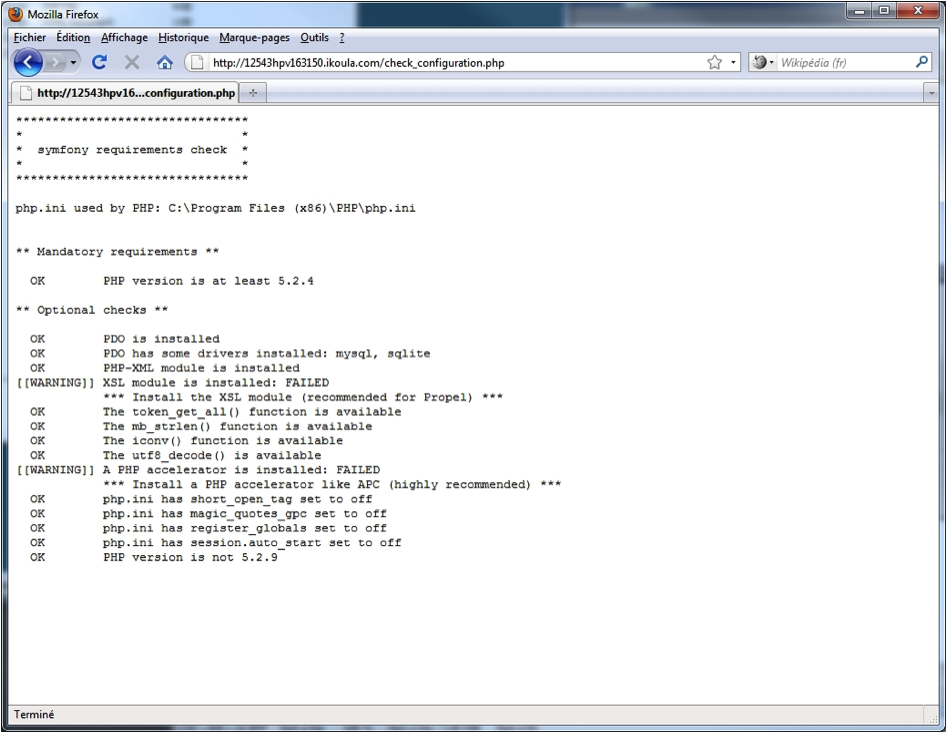 Mozilla Firefox
Fichier Édition Affichage Historique Marque-pages Outils ?
http://12543hpv163150.ikoula.com/check_configuration.php
Wikipédia (fr)
http://12543hpv16...configuration.php
********************************
*                              *
*  symfony requirements check  *
*                              *
********************************
php.ini used by PHP: C:\Program Files (x86)\PHP\php.ini
** Mandatory requirements **
OK        PHP version is at least 5.2.4
** Optional checks **
OK        PDO is installed
OK        PDO has some drivers installed: mysql, sqlite
OK        PHP-XML module is installed
[[WARNING]] XSL module is installed: FAILED
*** Install the XSL module (recommended for Propel) ***
OK        The token_get_all() function is available
OK        The mb_strlen() function is available
OK        The iconv() function is available
OK        The utf8_decode() is available
[[WARNING]] A PHP accelerator is installed: FAILED
*** Install a PHP accelerator like APC (highly recommended) ***
OK        php.ini has short_open_tag set to off
OK        php.ini has magic_quotes_gpc set to off
OK        php.ini has register_globals set to off
OK        php.ini has session.auto_start set to off
OK        PHP version is not 5.2.9
Terminé